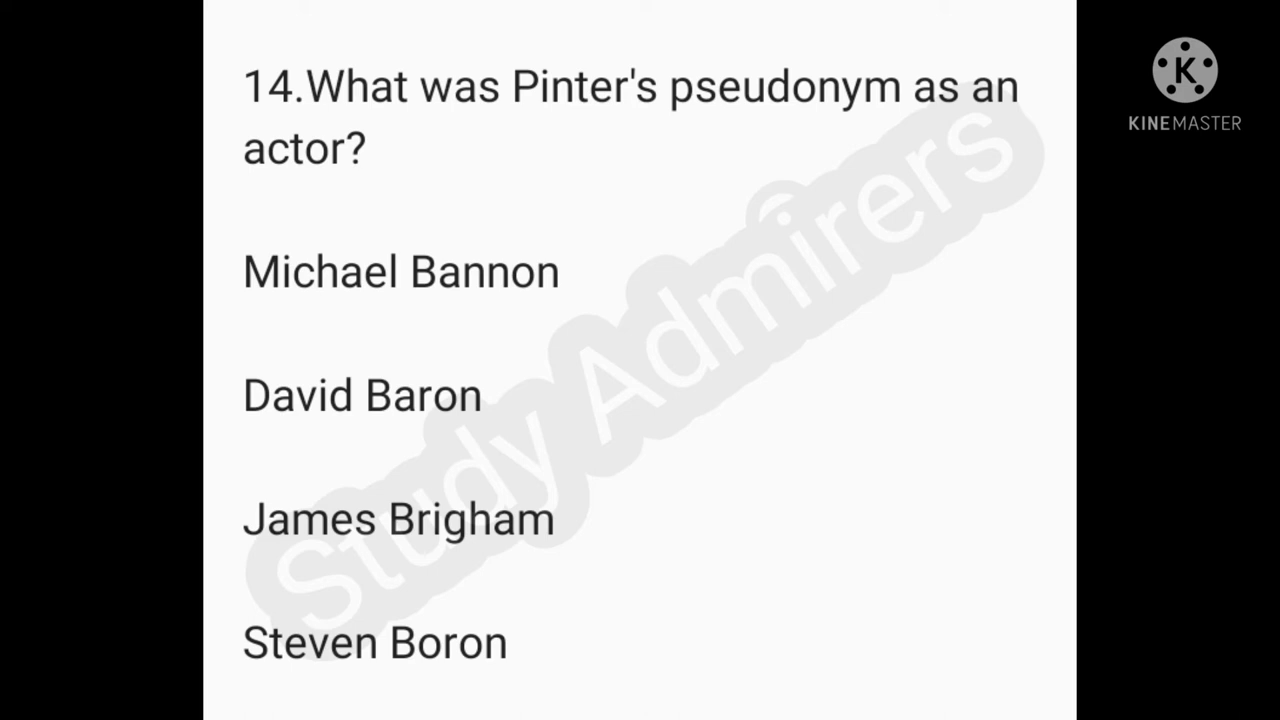 14.What was Pinter's pseudonym as an
actor?
Michael Bannon
David Baron
James Brigham
Steven Boron
Study Admirers
K
KINEMASTER